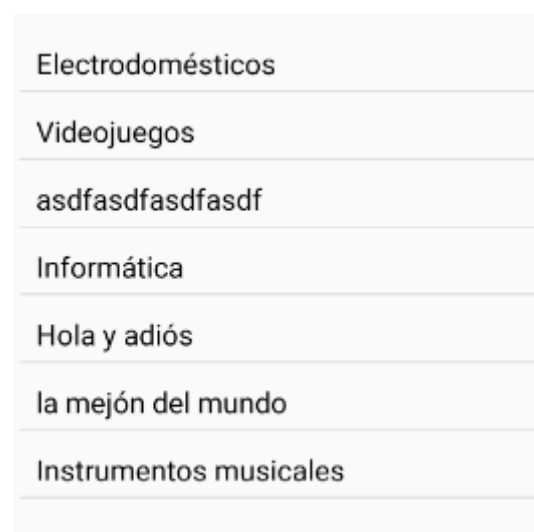 Electrodomésticos
Videojuegos
asdfasdfasdfasdf
Informática
Hola y adiós
la mejón del mundo
Instrumentos musicales